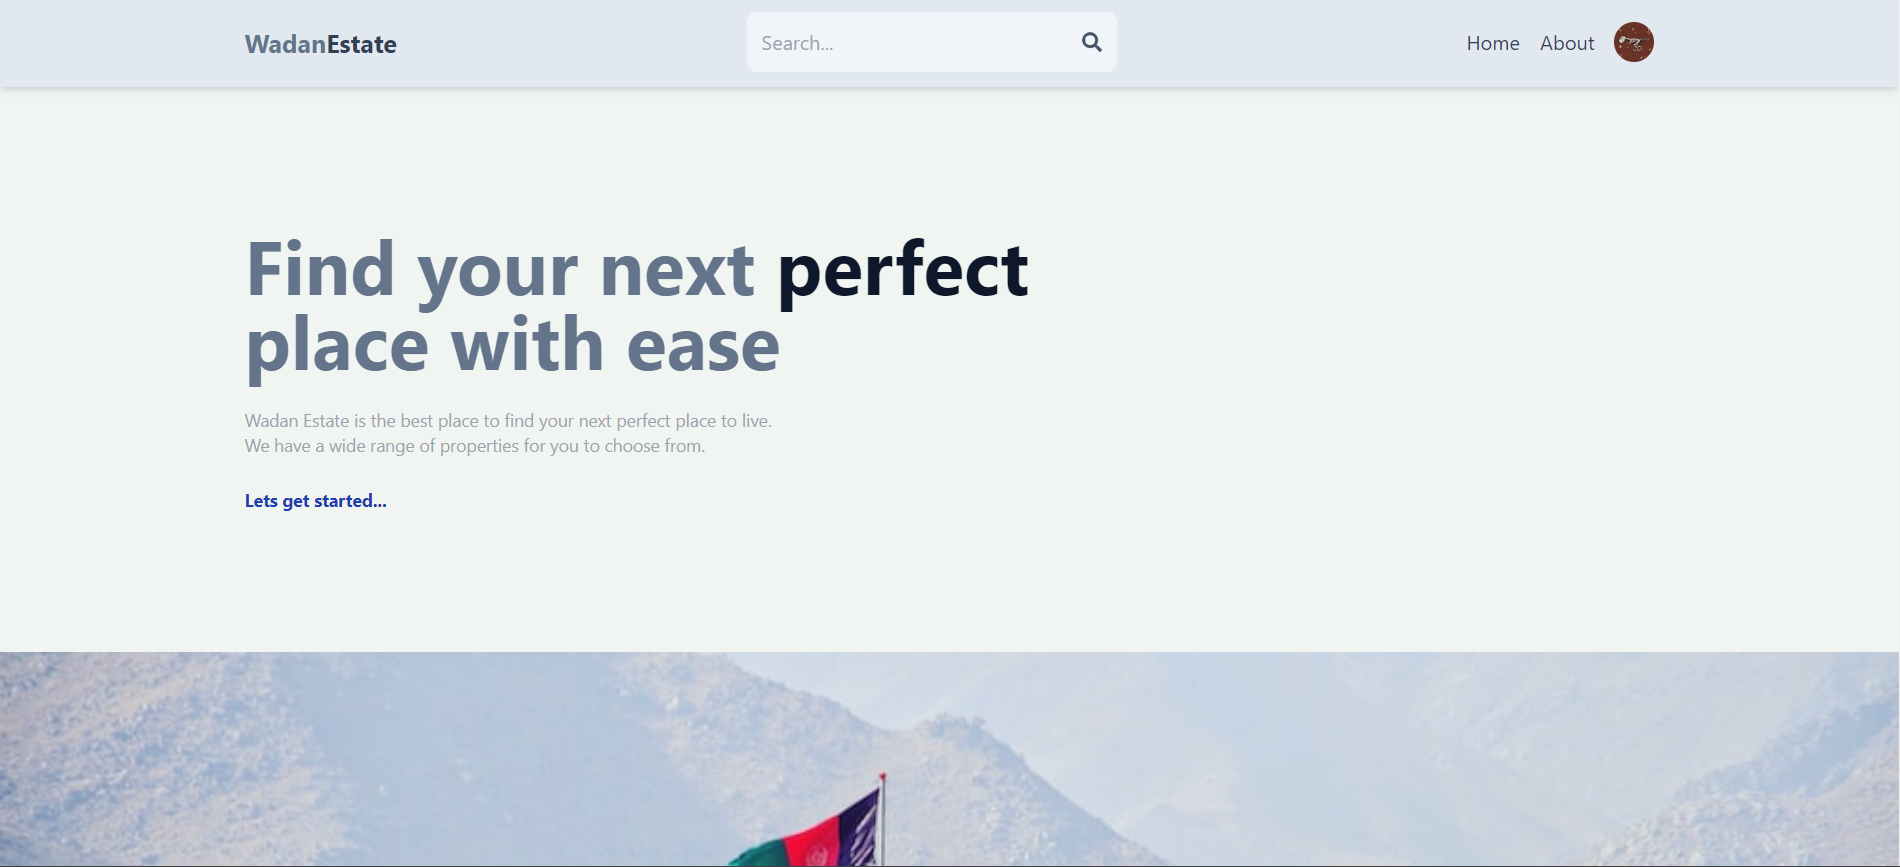 WadanEstate
Search...
Home
About
Find your next perfect
place with ease
Wadan Estate is the best place to find your next perfect place to live.
We have a wide range of properties for you to choose from.
Lets get started...